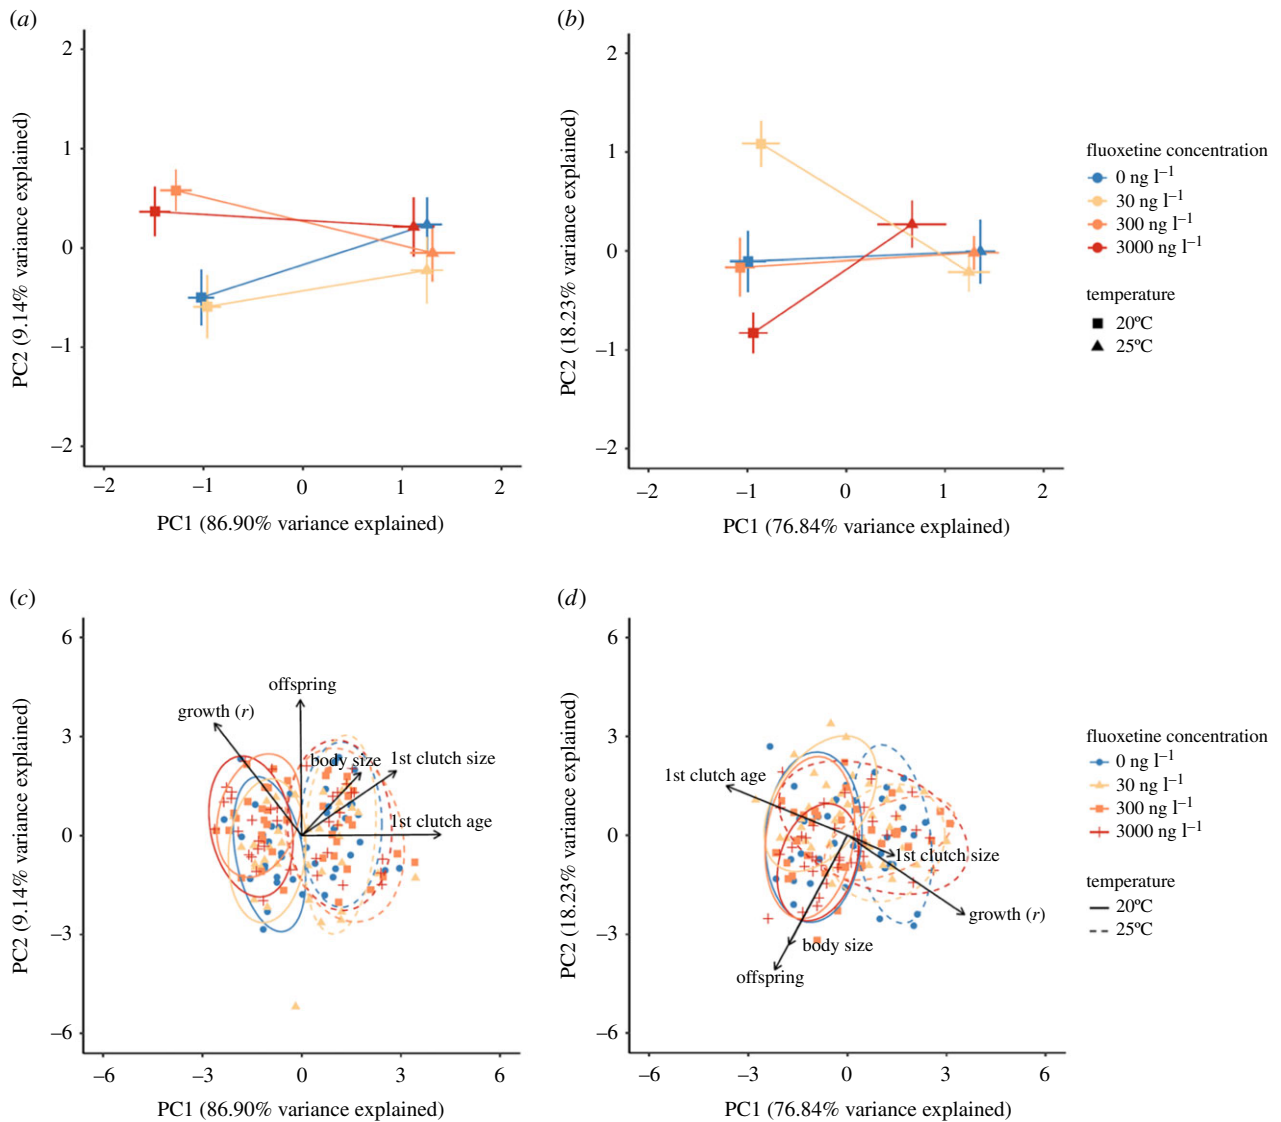 (a)
2
1
0
–1
–2
PC2 (9.14% variance explained)
–2
–1
0
1
2
PC1 (86.90% variance explained)
(b)
2
1
0
–1
–2
PC2 (18.23% variance explained)
–2
–1
0
1
2
PC1 (76.84% variance explained)
fluoxetine concentration
0 ng l–1
30 ng l–1
300 ng l–1
3000 ng l–1
temperature
20ºC
25ºC
(c)
6
3
0
–3
–6
PC2 (9.14% variance explained)
offspring
growth (r)
body size
1st clutch size
1st clutch age
–6
–3
0
3
6
PC1 (86.90% variance explained)
(d)
6
3
0
–3
–6
PC2 (18.23% variance explained)
1st clutch age
1st clutch size
growth (r)
body size
offspring
–6
–3
0
3
6
PC1 (76.84% variance explained)
fluoxetine concentration
0 ng l–1
30 ng l–1
300 ng l–1
3000 ng l–1
temperature
20ºC
25ºC